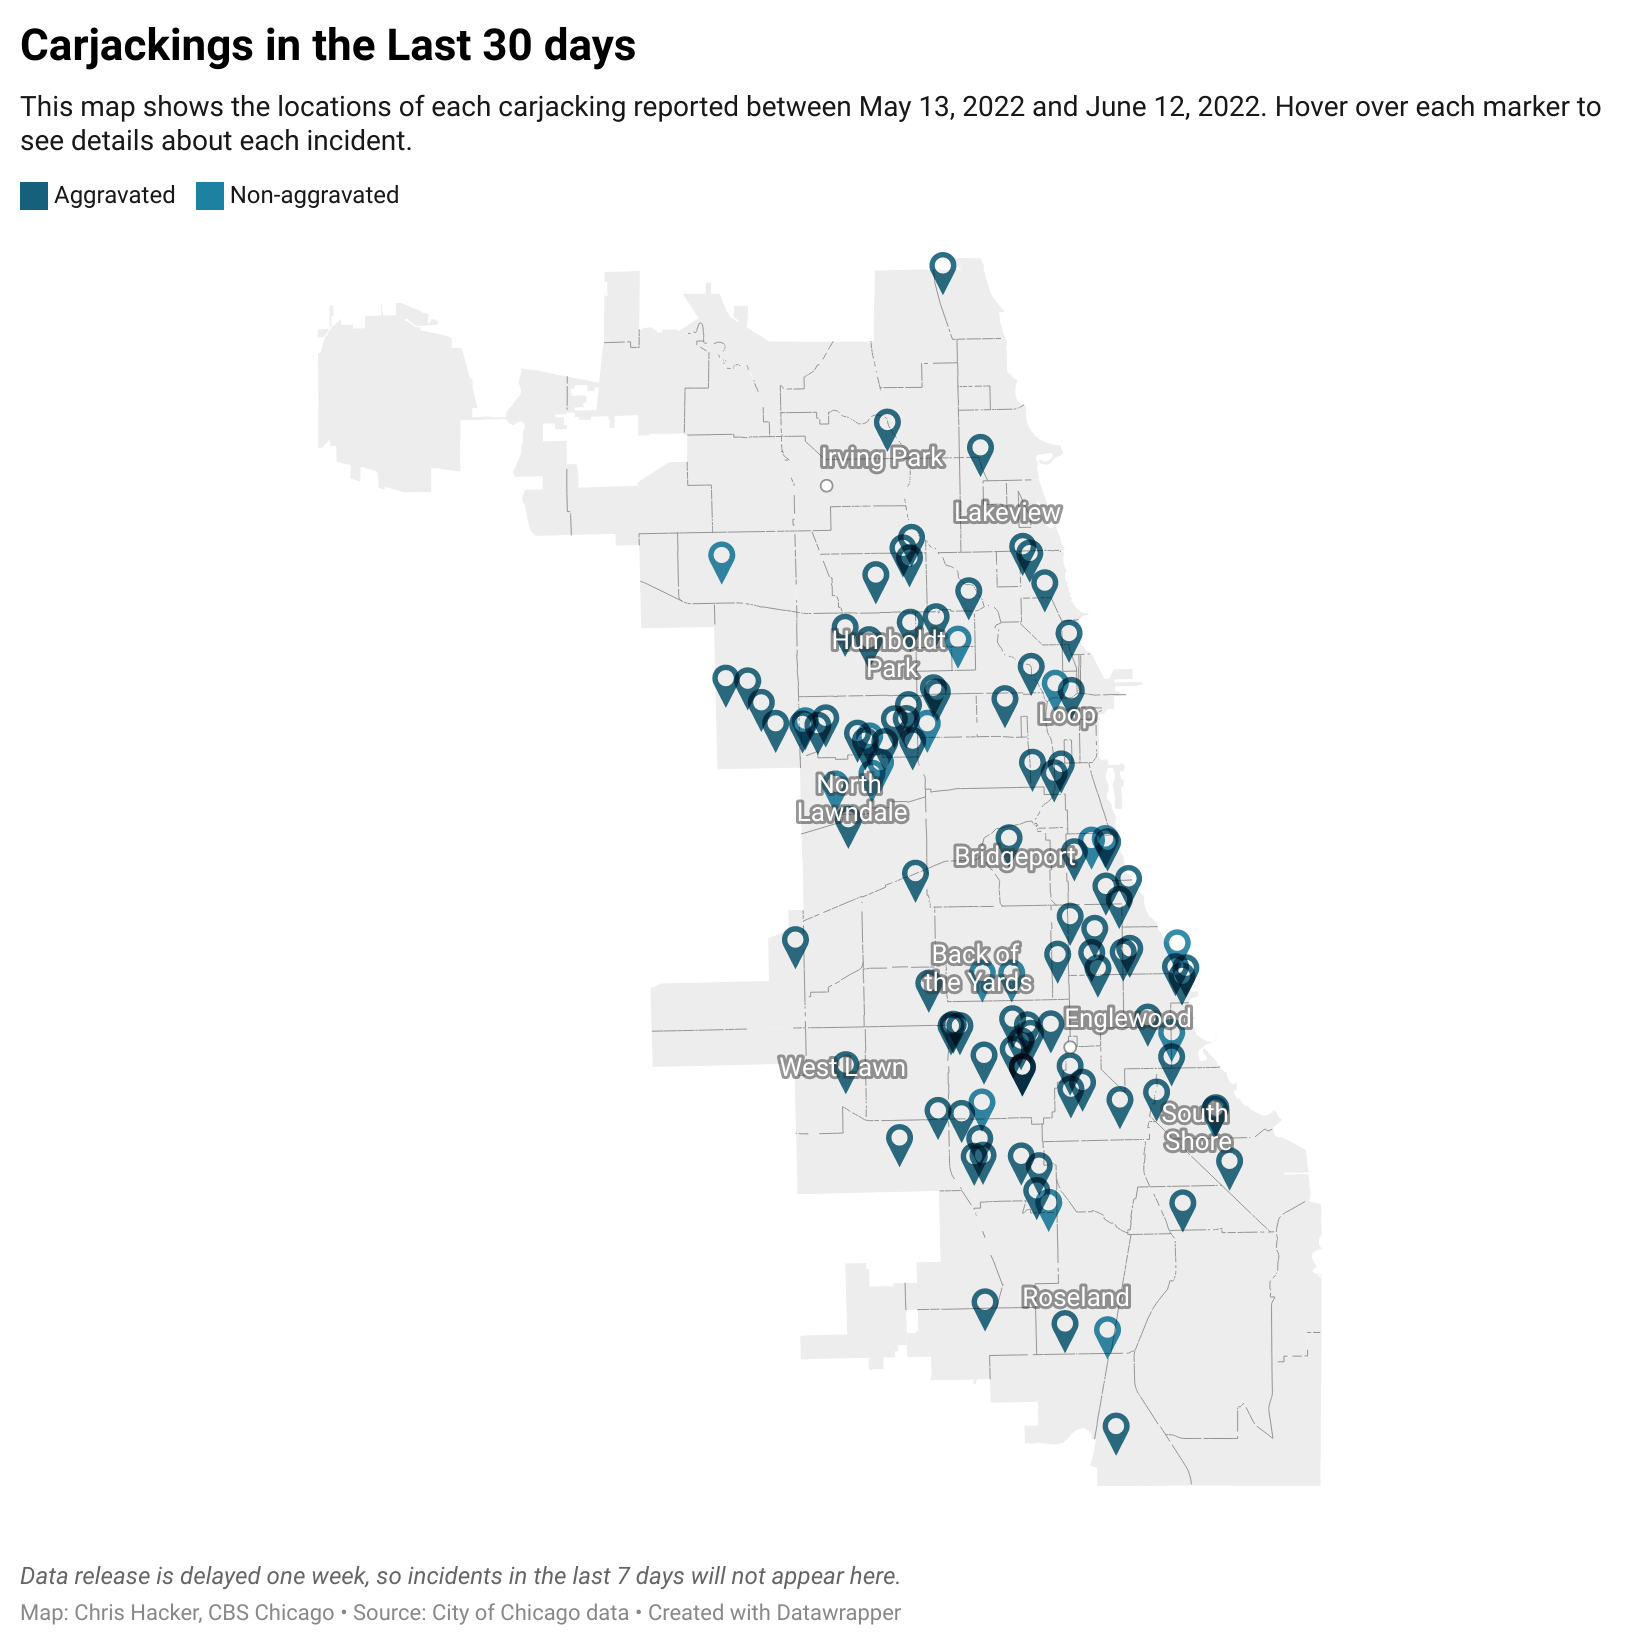 Carjackings in the Last 30 days
This map shows the locations of each carjacking reported between May 13, 2022 and June 12, 2022. Hover over each marker to
see details about each incident.
Aggravated Non-aggravated
Irving Park
Lakeview
Humboldt
Park
Loop
North
Lawndale
Bridgeport
Back of
the Yards
Englewood
West Lawn
South
Shore
Roseland
Data release is delayed one week, so incidents in the last 7 days will not appear here.
Map: Chris Hacker, CBS Chicago • Source: City of Chicago data • Created with Datawrapper